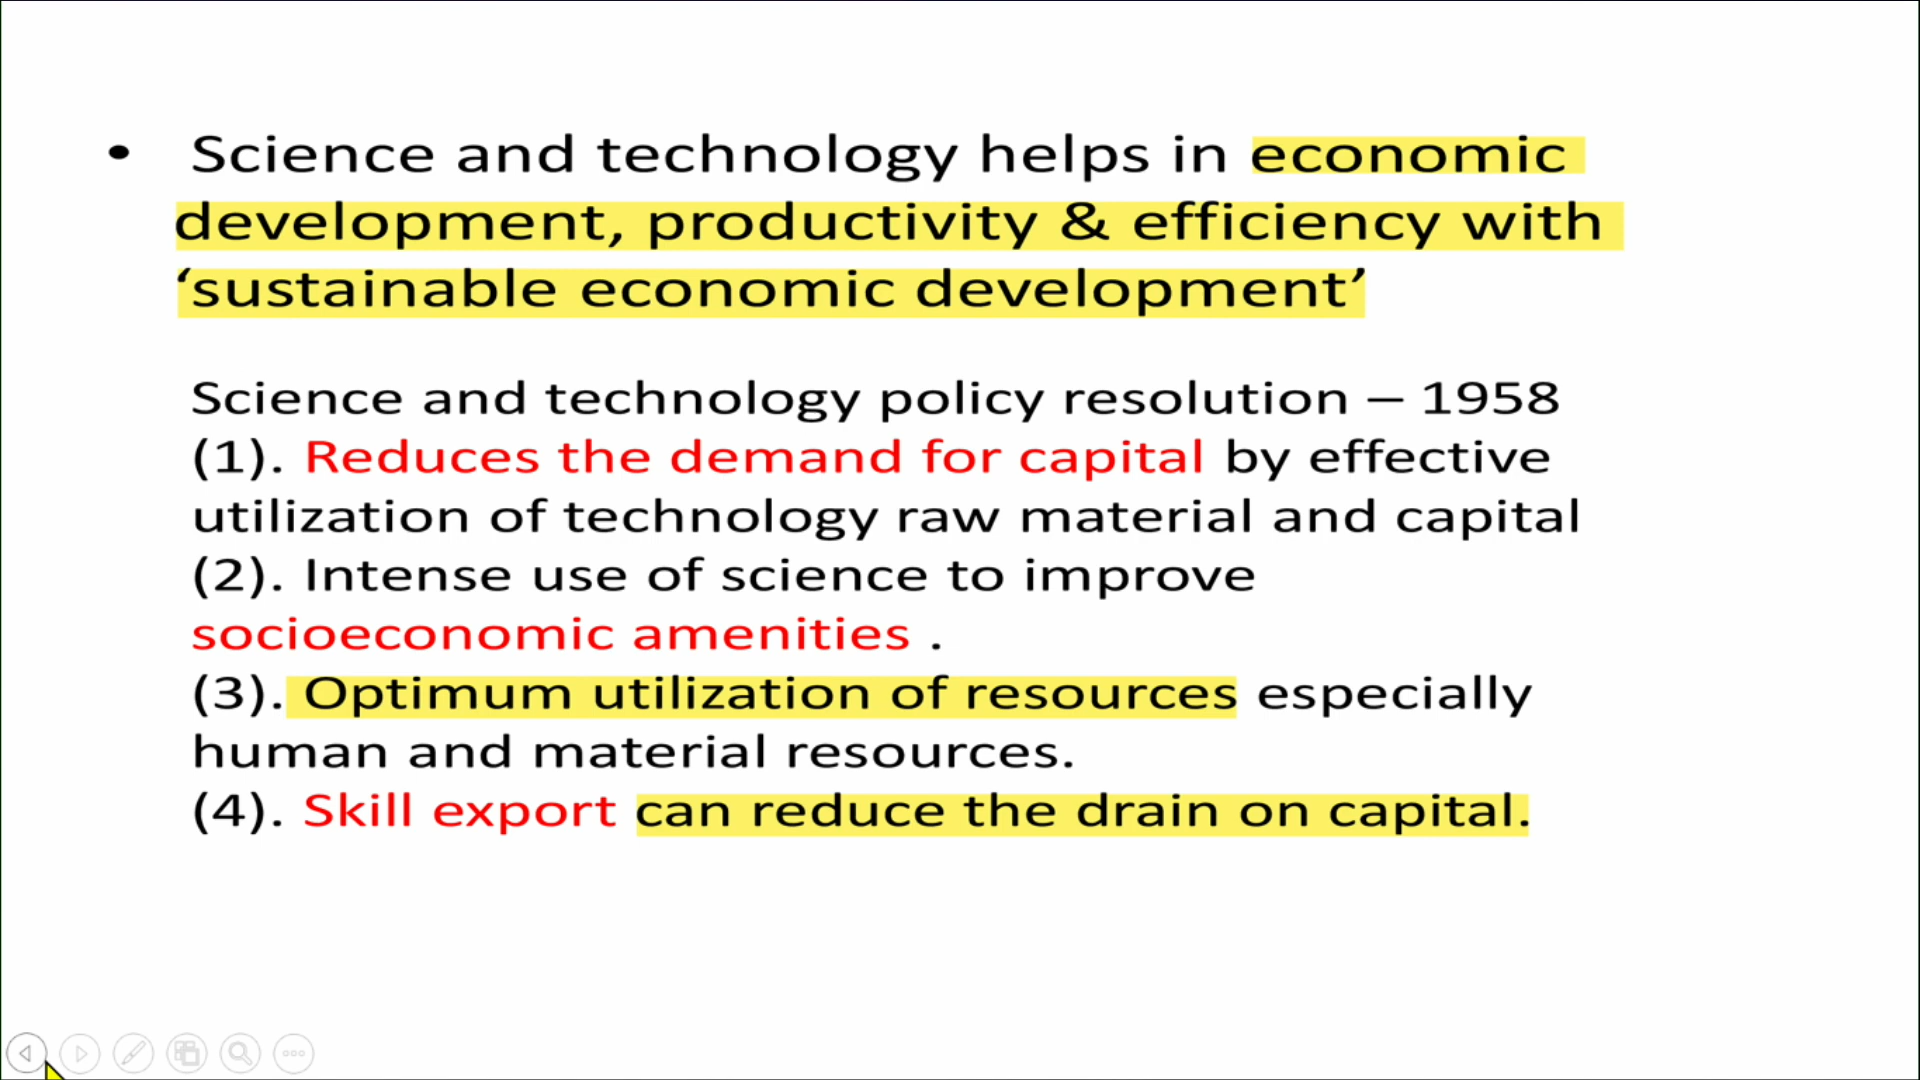 • Science and technology helps in economic
development, productivity & efficiency with
‘sustainable economic development’
Science and technology policy resolution – 1958
(1). Reduces the demand for capital by effective
utilization of technology raw material and capital
(2). Intense use of science to improve
socioeconomic amenities .
(3). Optimum utilization of resources especially
human and material resources.
(4). Skill export can reduce the drain on capital.